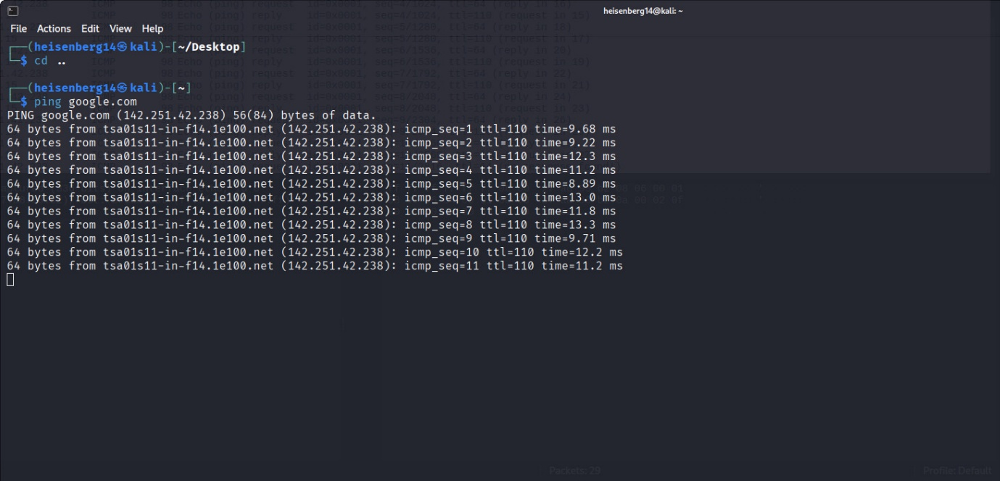 heisenberg14@kali: ~
File Actions Edit View Help
┌──(heisenberg14㉿kali)-[~/Desktop]
└─$ cd ..
┌──(heisenberg14㉿kali)-[~]
└─$ ping google.com
PING google.com (142.251.42.238) 56(84) bytes of data.
64 bytes from tsa01s11-in-f14.1e100.net (142.251.42.238): icmp_seq=1 ttl=110 time=9.68 ms
64 bytes from tsa01s11-in-f14.1e100.net (142.251.42.238): icmp_seq=2 ttl=110 time=9.22 ms
64 bytes from tsa01s11-in-f14.1e100.net (142.251.42.238): icmp_seq=3 ttl=110 time=12.3 ms
64 bytes from tsa01s11-in-f14.1e100.net (142.251.42.238): icmp_seq=4 ttl=110 time=11.2 ms
64 bytes from tsa01s11-in-f14.1e100.net (142.251.42.238): icmp_seq=5 ttl=110 time=8.89 ms
64 bytes from tsa01s11-in-f14.1e100.net (142.251.42.238): icmp_seq=6 ttl=110 time=13.0 ms
64 bytes from tsa01s11-in-f14.1e100.net (142.251.42.238): icmp_seq=7 ttl=110 time=11.8 ms
64 bytes from tsa01s11-in-f14.1e100.net (142.251.42.238): icmp_seq=8 ttl=110 time=13.3 ms
64 bytes from tsa01s11-in-f14.1e100.net (142.251.42.238): icmp_seq=9 ttl=110 time=9.71 ms
64 bytes from tsa01s11-in-f14.1e100.net (142.251.42.238): icmp_seq=10 ttl=110 time=12.2 ms
64 bytes from tsa01s11-in-f14.1e100.net (142.251.42.238): icmp_seq=11 ttl=110 time=11.2 ms
Packets: 29
Profile: Default